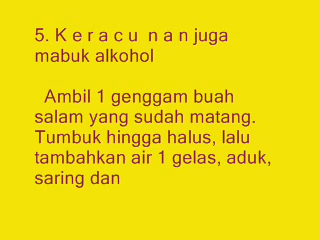 5. K e r a c u  n a n juga
mabuk alkohol
Ambil 1 genggam buah
salam yang sudah matang.
Tumbuk hingga halus, lalu
tambahkan air 1 gelas, aduk,
saring dan